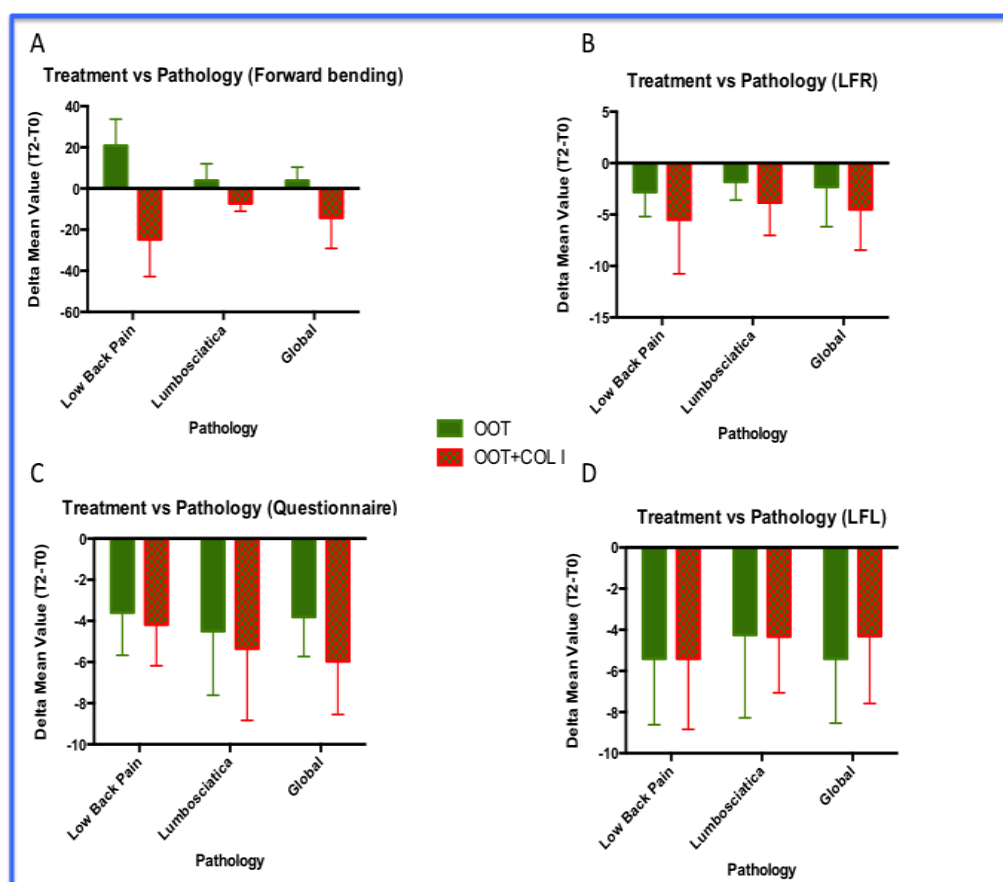 A
Treatment vs Pathology (Forward bending)
Delta Mean Value (T2-T0)
40
20
0
-20
-40
-60
Low Back Pain
Lumbosciatica
Global
Pathology
B
Treatment vs Pathology (LFR)
Delta Mean Value (T2-T0)
5
0
-5
-10
-15
Low Back Pain
Lumbosciatica
Global
Pathology
OOT
OOT+COL I
C
Treatment vs Pathology (Questionnaire)
Delta Mean Value (T2-T0)
0
-2
-4
-6
-8
-10
Low Back Pain
Lumbosciatica
Global
Pathology
D
Treatment vs Pathology (LFL)
Delta Mean Value (T2-T0)
0
-2
-4
-6
-8
-10
Low Back Pain
Lumbosciatica
Global
Pathology